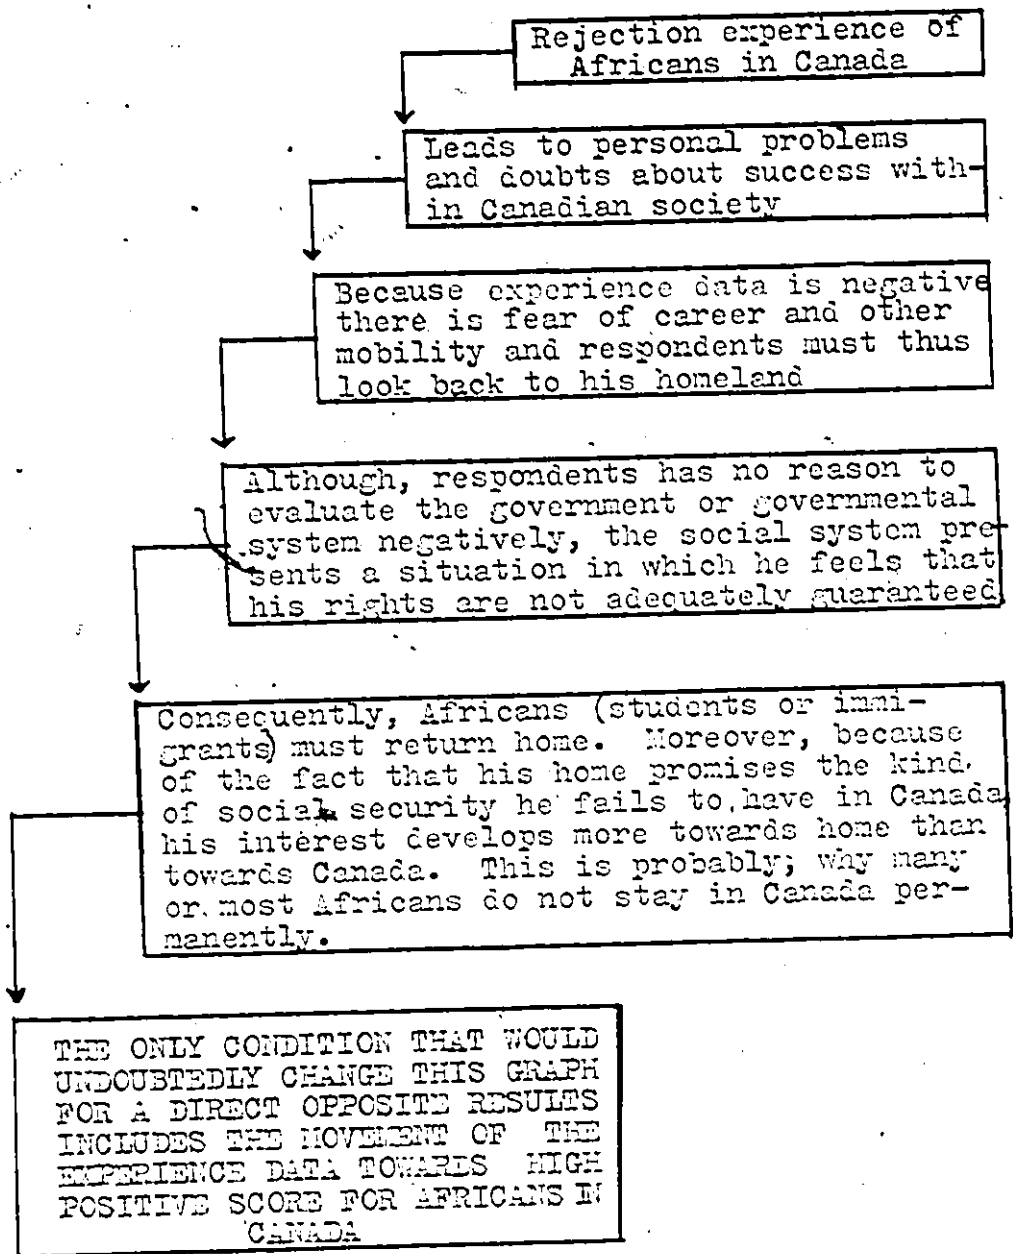 Rejection experience of
Africans in Canada
Leads to personal problems
and doubts about success with-
in Canadian society
Because experience data is negative
there is fear of career and other
mobility and respondents must thus
look back to his homeland
Although, respondents has no reason to
evaluate the government or governmental
system negatively, the social system pre-
sents a situation in which he feels that
his rights are not adequately guaranteed
Consequently, Africans (students or immi-
grants) must return home. Moreover, because
of the fact that his home promises the kind
of social security he fails to have in Canada
his interest develops more towards home than
towards Canada. This is probably; why many
or most Africans do not stay in Canada per-
manently.
THE ONLY CONDITION THAT WOULD
UNDOUBTEDLY CHANGE THIS GRAPH
FOR A DIRECT OPPOSITE RESULTS
INCLUDES THE MOVEMENT OF THE
EXPERIENCE DATA TOWARDS HIGH
POSITIVE SCORE FOR AFRICANS IN
CANADA